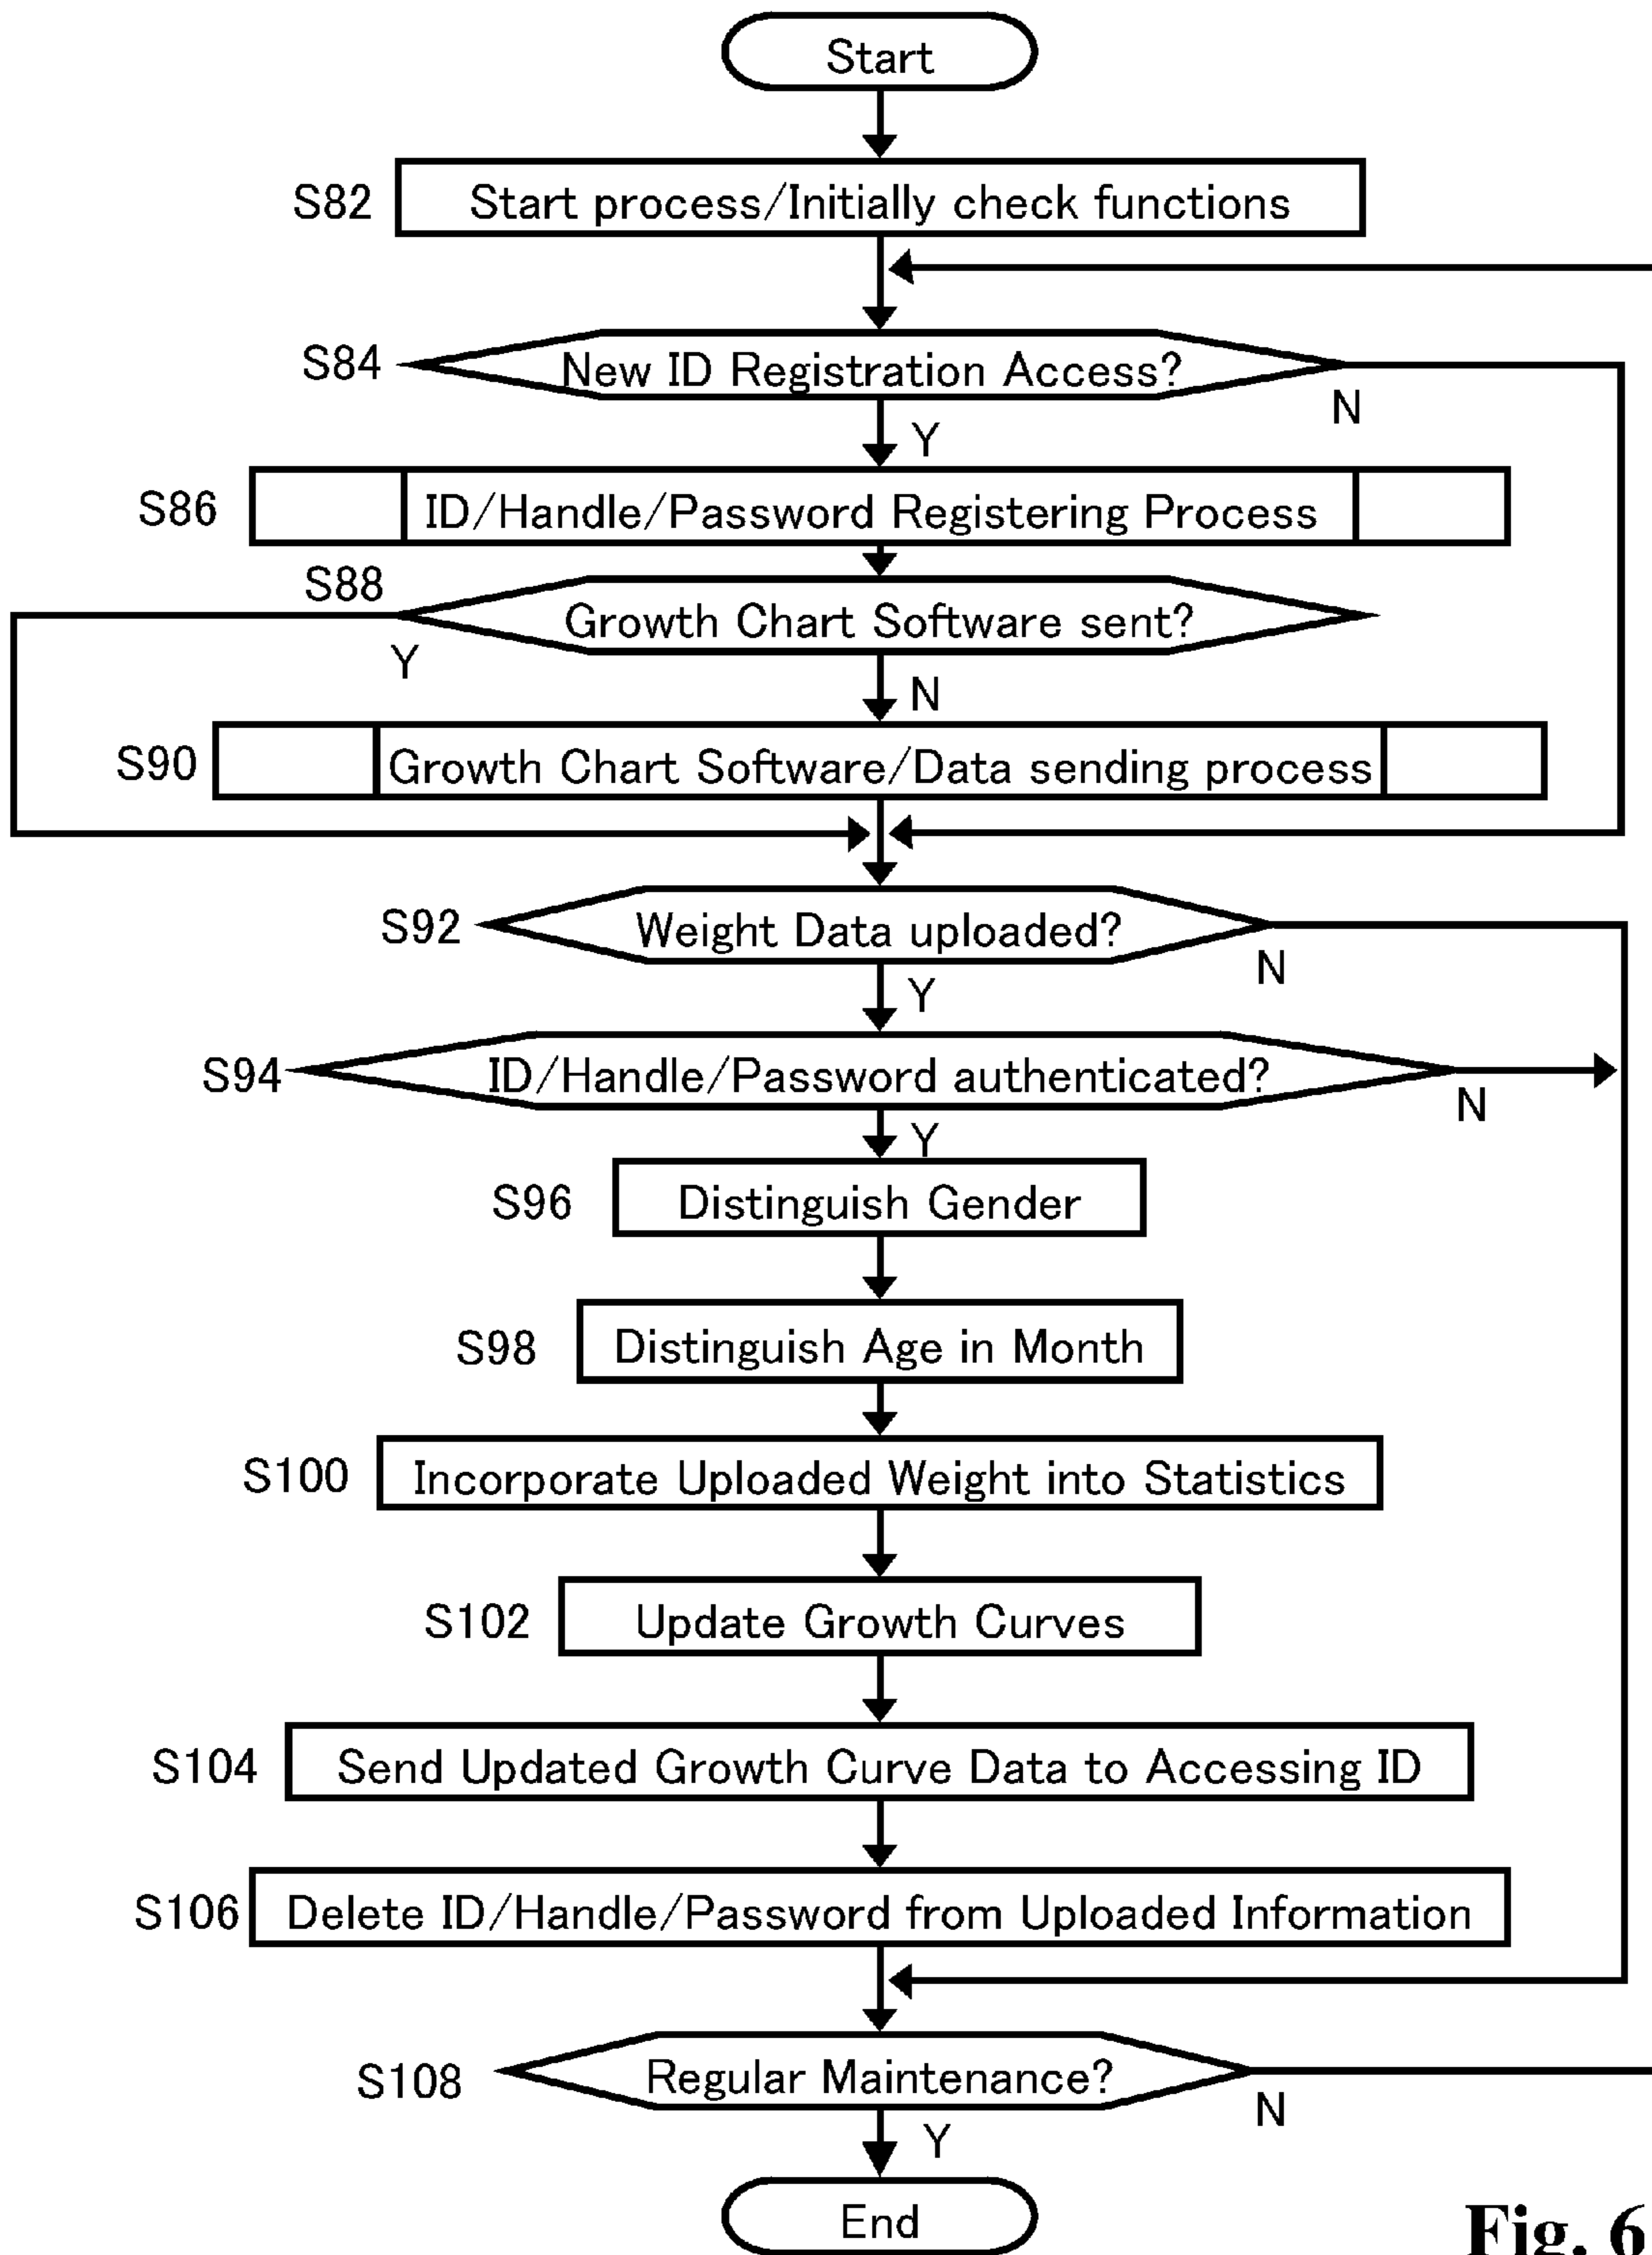 Start
S82
Start process/Initially check functions
S84
New ID Registration Access?
N
Y
S86
ID/Handle/Password Registering Process
S88
Growth Chart Software sent?
Y
N
S90
Growth Chart Software/Data sending process
S92
Weight Data uploaded?
N
Y
S94
ID/Handle/Password authenticated?
N
Y
S96
Distinguish Gender
S98
Distinguish Age in Month
S100
Incorporate Uploaded Weight into Statistics
S102
Update Growth Curves
S104
Send Updated Growth Curve Data to Accessing ID
S106
Delete ID/Handle/Password from Uploaded Information
S108
Regular Maintenance?
N
Y
End
Fig. 6